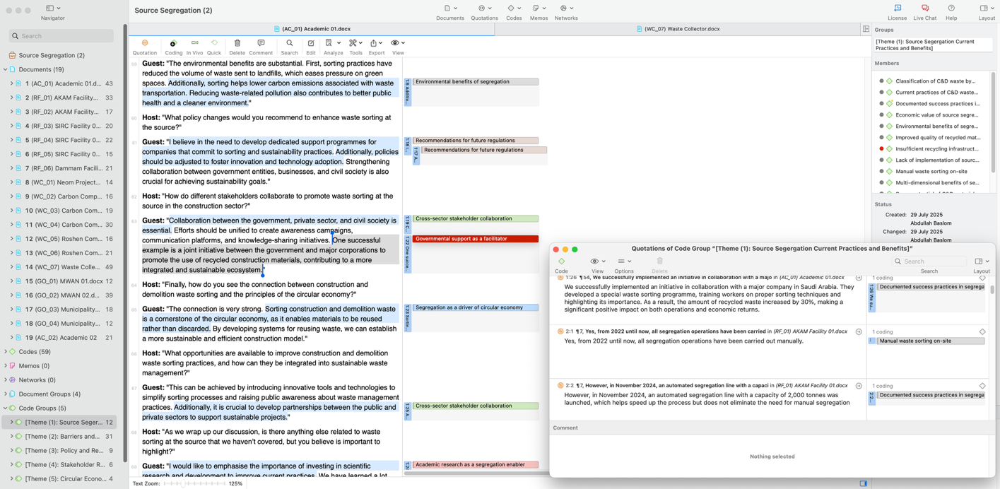 Navigator
Source Segregation (2)
Documents
Quotations
Codes
Memos
Networks
License
Live Chat
Help
Layout
Search
Source Segregation (2)
Documents (19)
1 (AC_01) Academic 01.d... 43
2 (RF_01) AKAM Facility... 33
3 (RF_02) AKAM Facility... 17
4 (RF_03) SIRC Facility 0... 20
5 (RF_04) SIRC Facility 0... 22
6 (RF_05) SIRC Facility 0... 15
7 (RF_06) Dammam Facili... 21
8 (WC_01) Neom Project... 14
9 (WC_02) Carbon Comp... 16
10 (WC_03) Carbon Com... 19
11 (WC_04) Carbon Com... 30
12 (WC_05) Roshen Com... 16
13 (WC_06) Roshen Com... 21
14 (WC_07) Waste Colle... 49
15 (GO_01) MWAN 01.docx 21
16 (GO_02) MWAN 02.d... 39
17 (GO_03) Municipality... 38
18 (GO_04) Municipality... 46
19 (AC_02) Academic 02 21
Codes (59)
Memos (0)
Networks (0)
Document Groups (4)
Code Groups (5)
[Theme (1): Source Seger... 12
[Theme (2): Barriers and... 31
[Theme (3): Policy and Re... 9
[Theme (4): Stakeholder R... 6
[Theme (5): Circular Econo... 4
(AC_01) Academic 01.docx
(WC_07) Waste Collector.docx
Quotation
Coding
In Vivo
Quick
Delete
Comment
Search
Edit
Analyze
Tools
Export
View
59
Guest: "The environmental benefits are substantial. First, sorting practices have
reduced the volume of waste sent to landfills, which eases pressure on green
spaces. Additionally, sorting helps lower carbon emissions associated with waste
transportation. Reducing waste-related pollution also contributes to better public
health and a cleaner environment."
60
Host: "What policy changes would you recommend to enhance waste sorting at
the source?"
61
Guest: "I believe in the need to develop dedicated support programmes for
companies that commit to sorting and sustainability practices. Additionally, policies
should be adjusted to foster innovation and technology adoption. Strengthening
collaboration between government entities, businesses, and civil society is also
crucial for achieving sustainability goals."
62
Host: "How do different stakeholders collaborate to promote waste sorting at the
source in the construction sector?"
63
Guest: "Collaboration between the government, private sector, and civil society is
essential. Efforts should be unified to create awareness campaigns,
communication platforms, and knowledge-sharing initiatives. One successful
example is a joint initiative between the government and major corporations to
promote the use of recycled construction materials, contributing to a more
integrated and sustainable ecosystem."
64
Host: "Finally, how do you see the connection between construction and
demolition waste sorting and the principles of the circular economy?"
65
Guest: "The connection is very strong. Sorting construction and demolition waste
is a cornerstone of the circular economy, as it enables materials to be reused
rather than discarded. By developing systems for reusing waste, we can establish
a more sustainable and efficient construction model."
66
Host: "What opportunities are available to improve construction and demolition
waste sorting practices, and how can they be integrated into sustainable waste
management?"
67
Guest: "This can be achieved by introducing innovative tools and technologies to
simplify sorting processes and raising public awareness about waste management
practices. Additionally, it is crucial to develop partnerships between the public and
private sectors to support sustainable projects."
68
Host: "As we wrap up our discussion, is there anything else related to waste
sorting at the source that we haven't covered, but you believe is important to
highlight?"
69
Guest: "I would like to emphasise the importance of investing in scientific
research and development to improve current practices. We have learned a lot
1:6 Additio...
Environmental benefits of segregation
1:18 I...
Recommendations for future regulations
1:17 A...
Recommendations for future regulations
1:19 C...
Cross-sector stakeholder collaboration
1:22 One succe...
Governmental support as a facilitator
1:23 Sortin...
Segregation as a driver of circular economy
1:25 A...
Cross-sector stakeholder collaboration
Academic research as a segregation enabler
Text Zoom:
125%
Groups
[Theme (1): Source Segergation Current
Practices and Benefits]
Members
Classification of C&D waste by...
Current practices of C&D waste...
Documented success practices i...
Economic value of source segre...
Environmental benefits of segre...
Improved quality of recycled mat...
Insufficient recycling infrastruct...
Lack of implementation of sourc...
Manual waste sorting on-site
Multi-dimensional benefits of se...
Status
Created: 29 July 2025
Abdullah Baslom
Changed: 29 July 2025
Abdullah Baslom
Quotations of Code Group "[Theme (1): Source Segergation Current Practices and Benefits]"
Code
View
Options
Delete
Search
Search
Layout
1:26 ¶ 54, We successfully implemented an initiative in collaboration with a majo in (AC_01) Academic 01.docx
1 coding
We successfully implemented an initiative in collaboration with a major company in Saudi Arabia. They
developed a special waste sorting programme, training workers on proper sorting techniques and
highlighting its importance. As a result, the amount of recycled waste increased by 30%, making a
significant positive impact on both operations and economic returns.
1:26 We su...
Documented success practices in segrega
2:1 ¶ 7, Yes, from 2022 until now, all segregation operations have been carried in (RF_01) AKAM Facility 01.docx
1 coding
Yes, from 2022 until now, all segregation operations have been carried out manually.
Manual waste sorting on-site
2:2 ¶ 7, However, in November 2024, an automated segregation line with a capaci in (RF_01) AKAM Facility 01.docx
1 coding
However, in November 2024, an automated segregation line with a capacity of 2,000 tonnes was
launched, which helps speed up the process but does not eliminate the need for manual segregation
2:2...
Documented success practices in segrega
Comment
Nothing selected